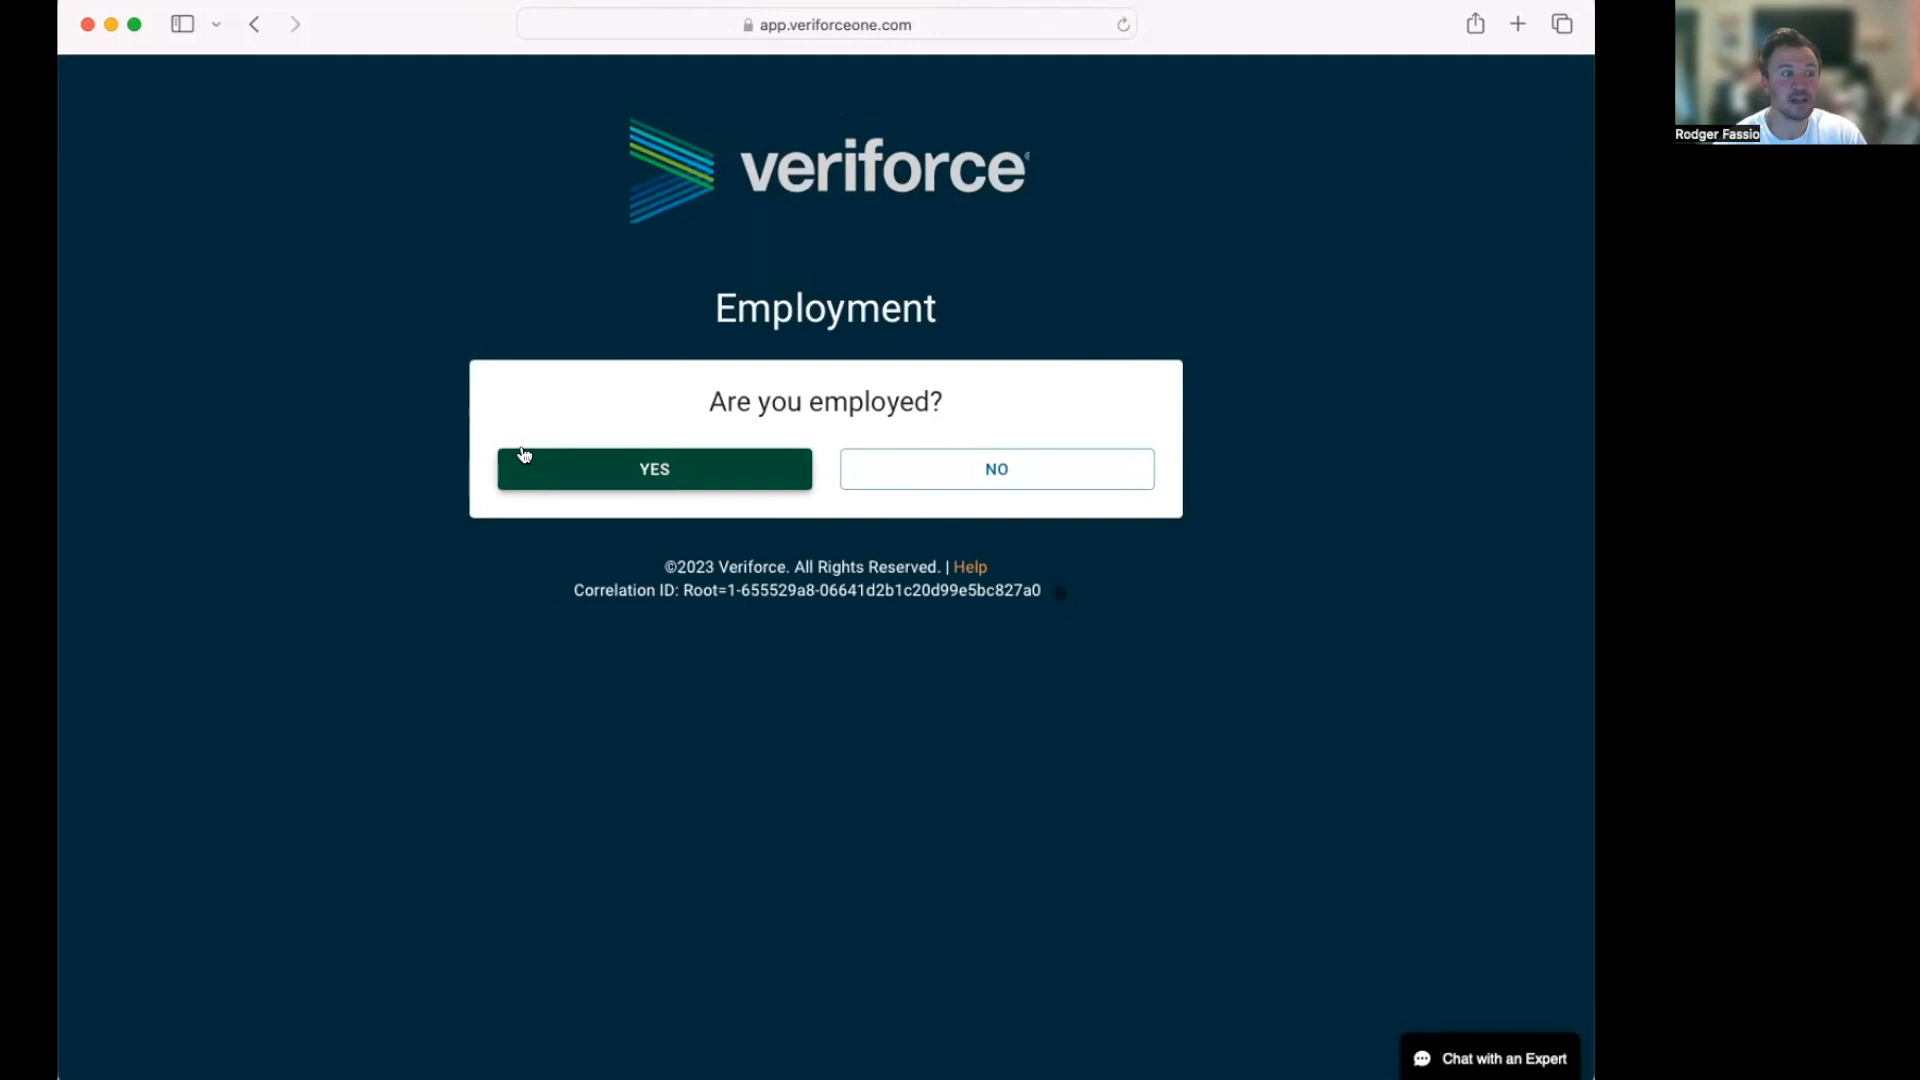 app.veriforceone.com
Rodger Fassio
veriforce
Employment
Are you employed?
YES
NO
©2023 Veriforce. All Rights Reserved. | Help
Correlation ID: Root=1-655529a8-06641d2b1c20d99e5bc827a0
Chat with an Expert